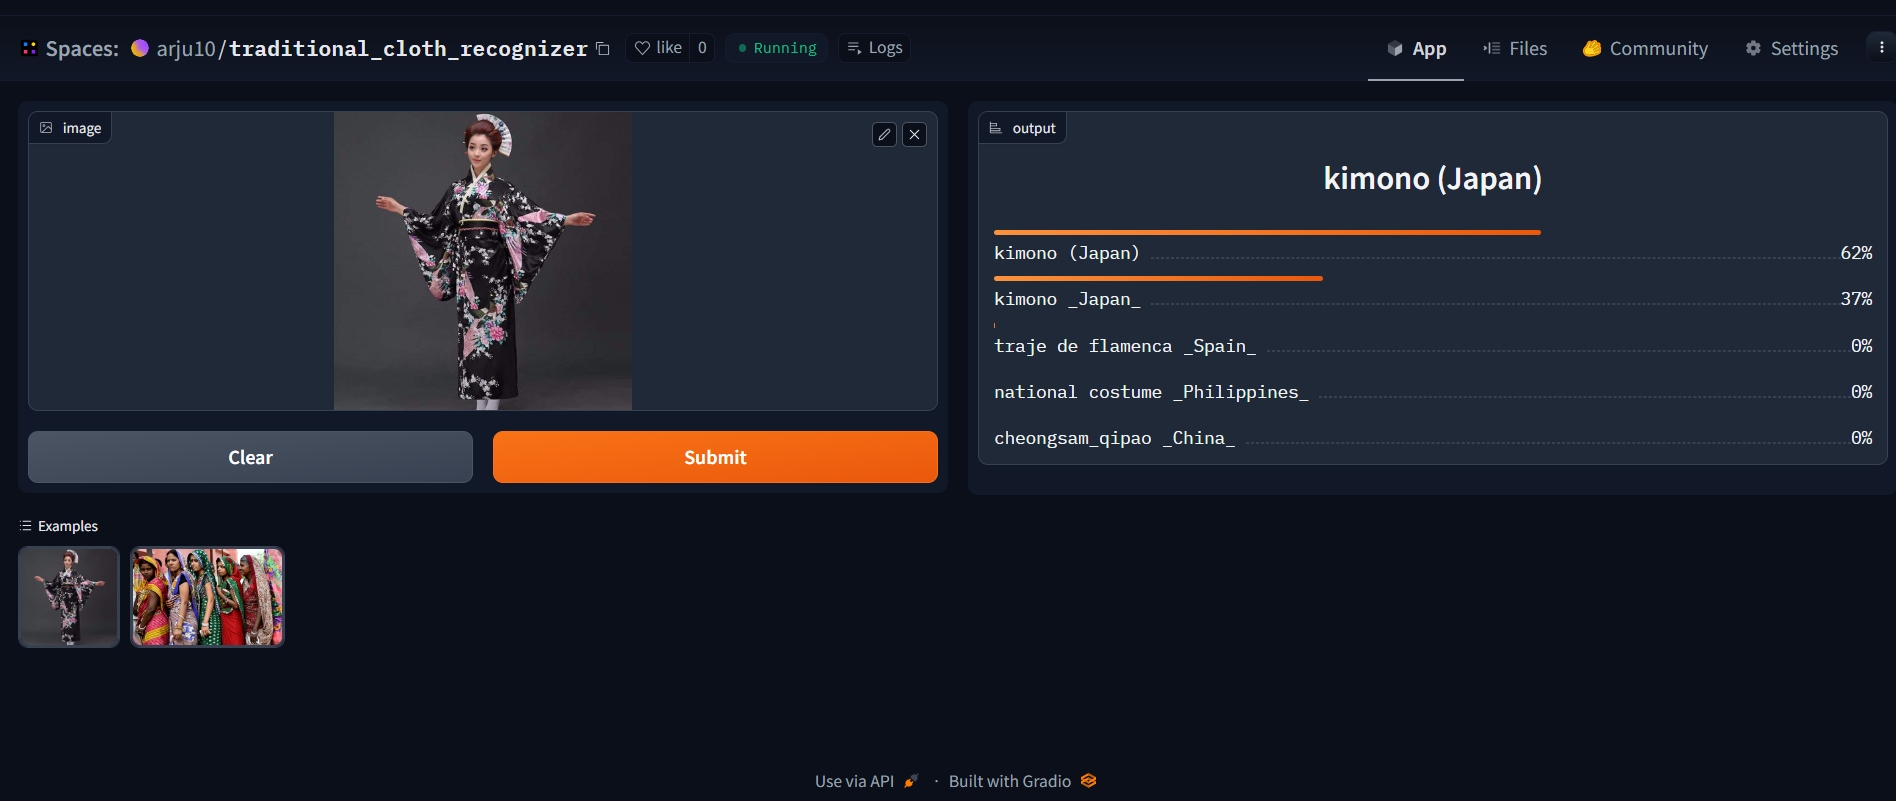 Spaces: arju10/traditional_cloth_recognizer like 0 Running Logs App Files Community Settings
image
Clear Submit
output
kimono (Japan)
kimono (Japan) 62%
kimono _Japan_ 37%
traje de flamenca _Spain_ 0%
national costume _Philippines_ 0%
cheongsam_qipao _China_ 0%
Examples
Use via API · Built with Gradio